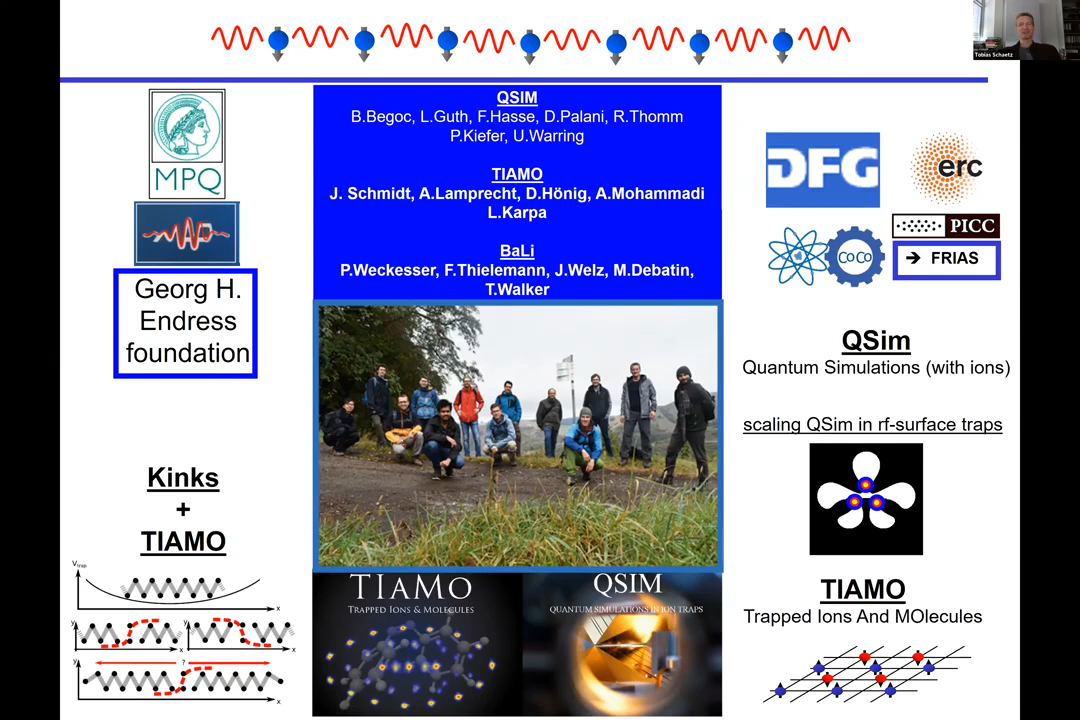 Tobias Schaetz
MPQ
Georg H.
Endress
foundation
Kinks
+
TIAMO
Vtrap
x
y
x
y
x
y
?
x
QSIM
B.Begoc, L.Guth, F.Hasse, D.Palani, R.Thomm
P.Kiefer, U.Warring
TIAMO
J. Schmidt, A.Lamprecht, D.Hönig, A.Mohammadi
L.Karpa
BaLi
P.Weckesser, F.Thielemann, J.Welz, M.Debatin,
T.Walker
TIAMO
TRAPPED IONS & MOLECULES
QSIM
QUANTUM SIMULATIONS IN ION TRAPS
DFG
erc
PICC
CoCo
➔ FRIAS
QSim
Quantum Simulations (with ions)
scaling QSim in rf-surface traps
TIAMO
Trapped Ions And MOlecules